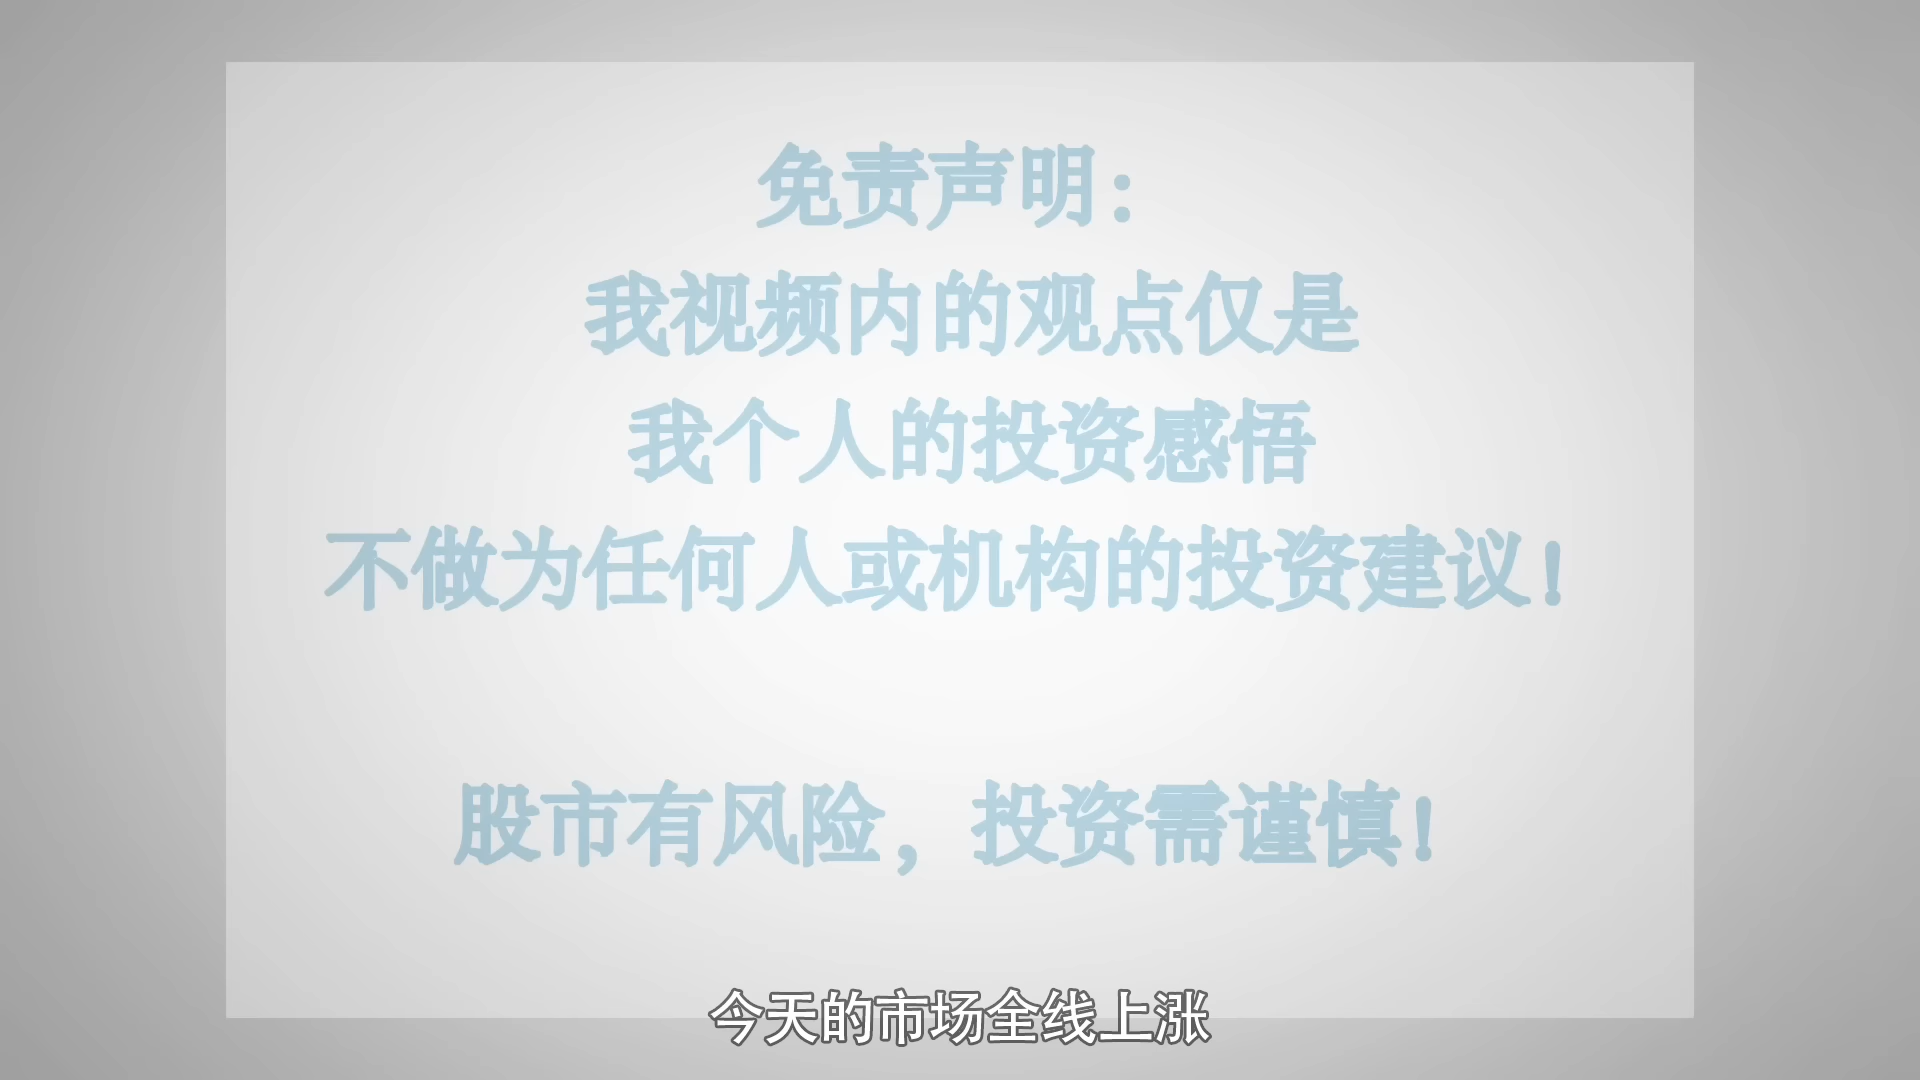 免责声明：
我视频内的观点仅是
我个人的投资感悟
不做为任何人或机构的投资建议！
股市有风险，投资需谨慎！
今天的市场全线上涨